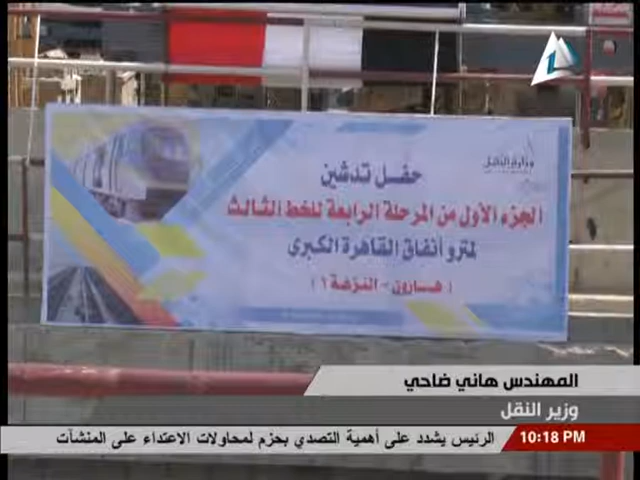 وزارة النقل
حفل تدشين
الجزء الأول من المرحلة الرابعة للخط الثالث
لمترو أنفاق القاهرة الكبرى
( هارون - النزهة ١ )
المهندس هاني ضاحي
وزير النقل
الرئيس يشدد على أهمية التصدي بحزم لمحاولات الاعتداء على المنشآت
10:18 PM